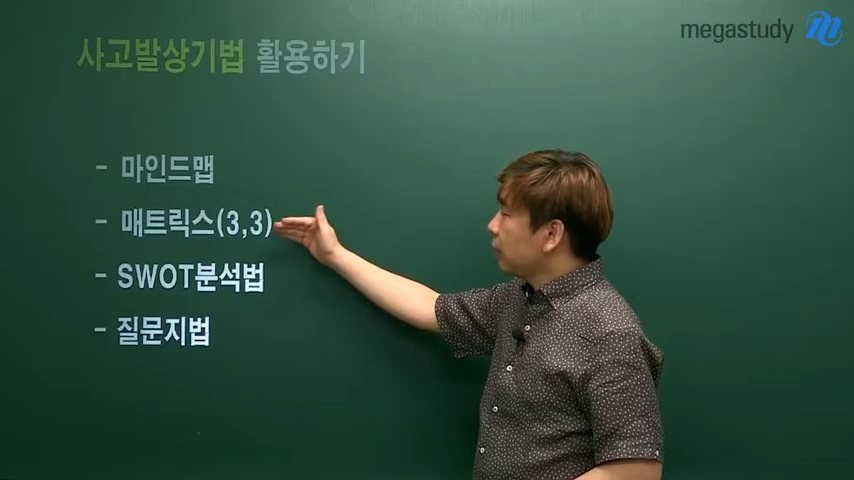 megastudy
사고발상기법 활용하기
- 마인드맵
- 매트릭스(3,3)
- SWOT분석법
- 질문지법